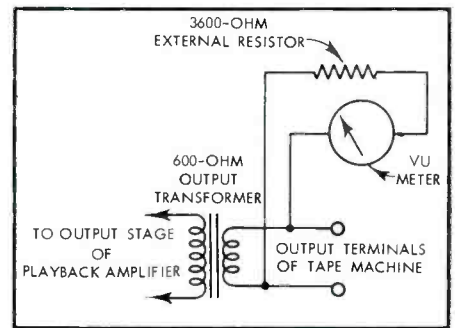 3600-OHM
EXTERNAL RESISTOR
600-OHM
OUTPUT
TRANSFORMER
VU
METER
TO OUTPUT STAGE
OF
PLAYBACK AMPLIFIER
OUTPUT TERMINALS
OF TAPE MACHINE